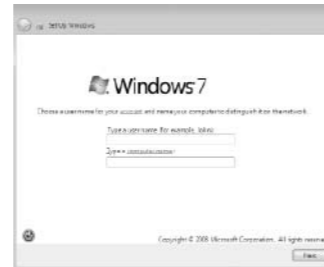 Set Up Windows
Windows 7
Choose a user name for your account and name your computer to distinguish it on the network.
Type a user name (for example, John):
Type a computer name:
Copyright © 2009 Microsoft Corporation. All rights
Next